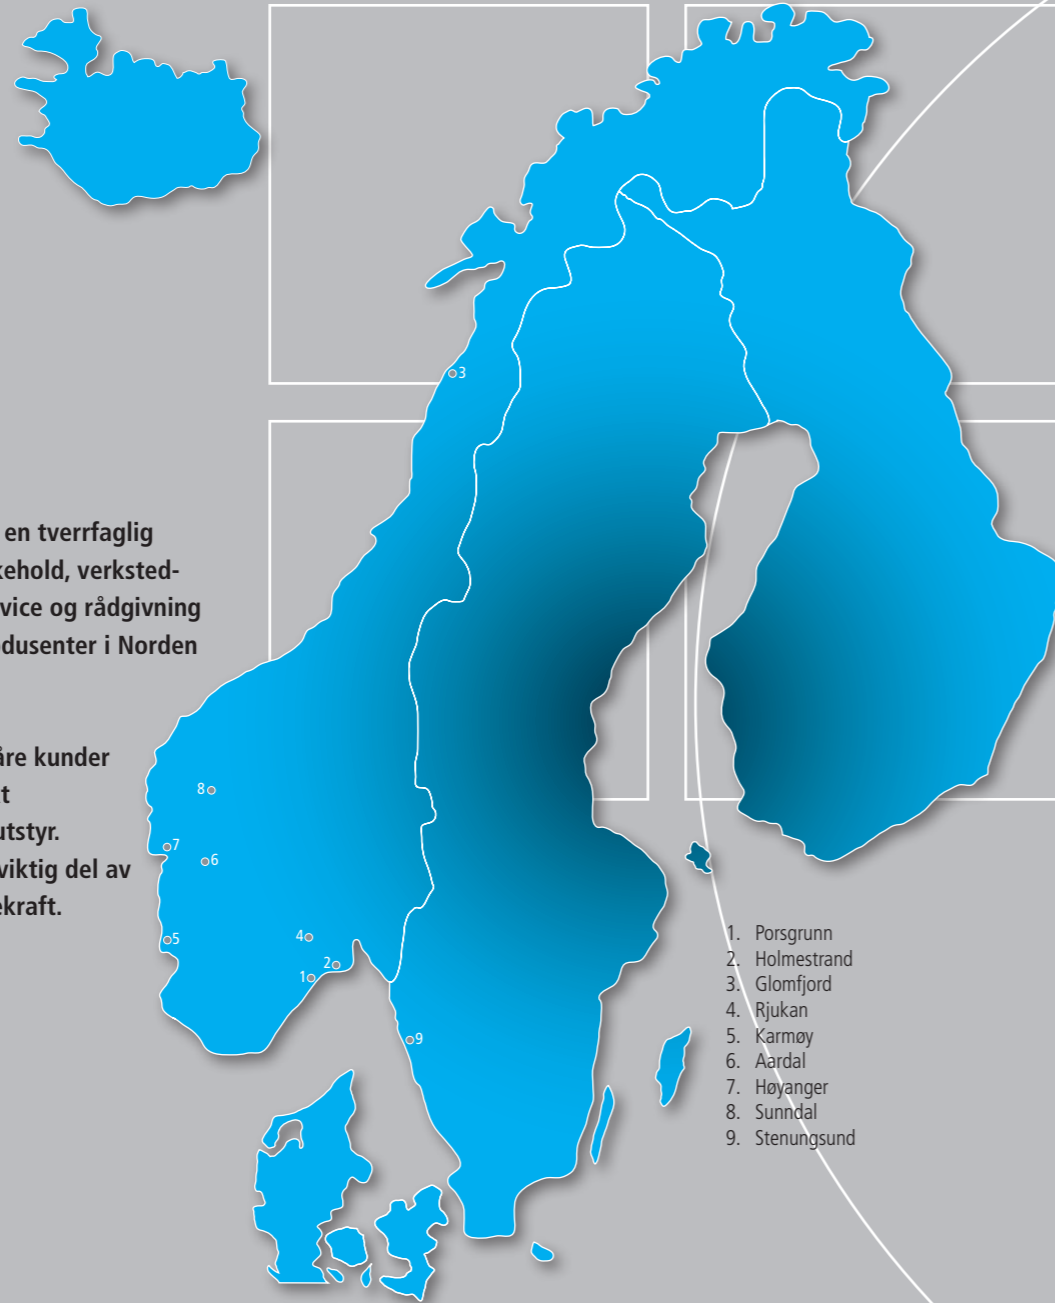 en tverrfaglig
kehold, verksted-
vice og rådgivning
dusenter i Norden
åre kunder
t
utstyr.
viktig del av
ekraft.
3
8
7
6
5
4
2
1
9
1. Porsgrunn
2. Holmestrand
3. Glomfjord
4. Rjukan
5. Karmøy
6. Aardal
7. Høyanger
8. Sunndal
9. Stenungsund